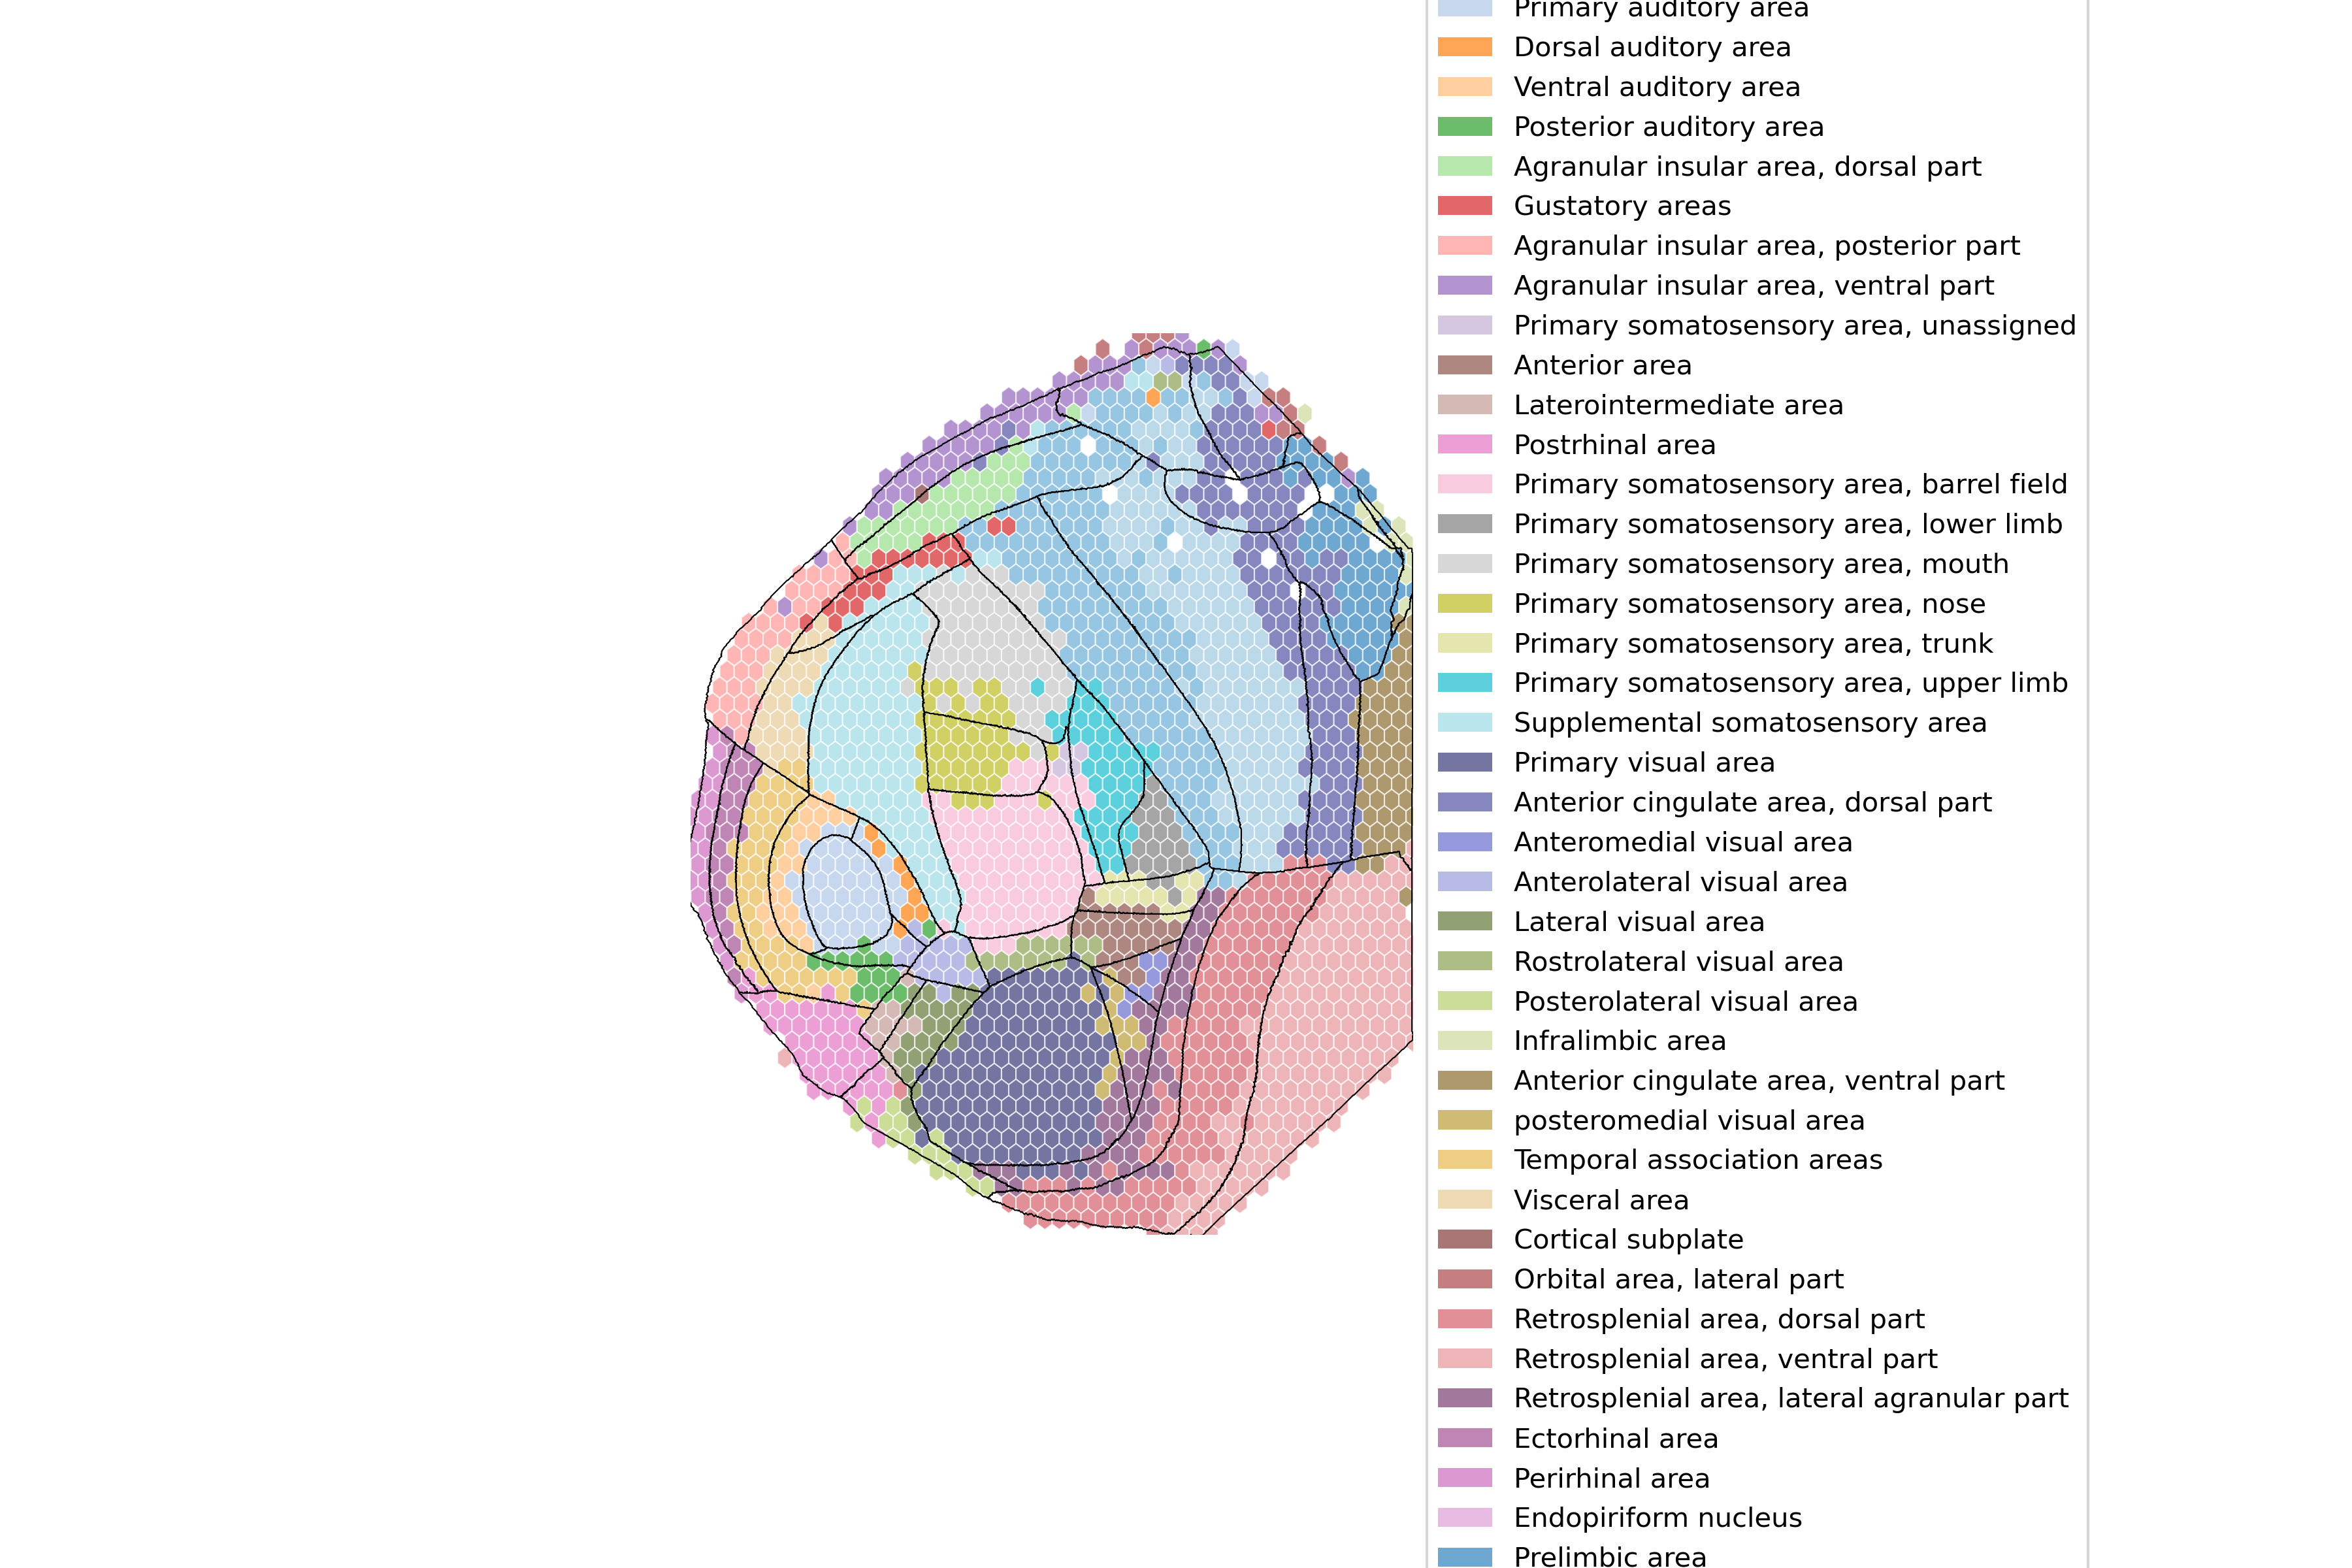 Primary auditory area
Dorsal auditory area
Ventral auditory area
Posterior auditory area
Agranular insular area, dorsal part
Gustatory areas
Agranular insular area, posterior part
Agranular insular area, ventral part
Primary somatosensory area, unassigned
Anterior area
Laterointermediate area
Postrhinal area
Primary somatosensory area, barrel field
Primary somatosensory area, lower limb
Primary somatosensory area, mouth
Primary somatosensory area, nose
Primary somatosensory area, trunk
Primary somatosensory area, upper limb
Supplemental somatosensory area
Primary visual area
Anterior cingulate area, dorsal part
Anteromedial visual area
Anterolateral visual area
Lateral visual area
Rostrolateral visual area
Posterolateral visual area
Infralimbic area
Anterior cingulate area, ventral part
posteromedial visual area
Temporal association areas
Visceral area
Cortical subplate
Orbital area, lateral part
Retrosplenial area, dorsal part
Retrosplenial area, ventral part
Retrosplenial area, lateral agranular part
Ectorhinal area
Perirhinal area
Endopiriform nucleus
Prelimbic area